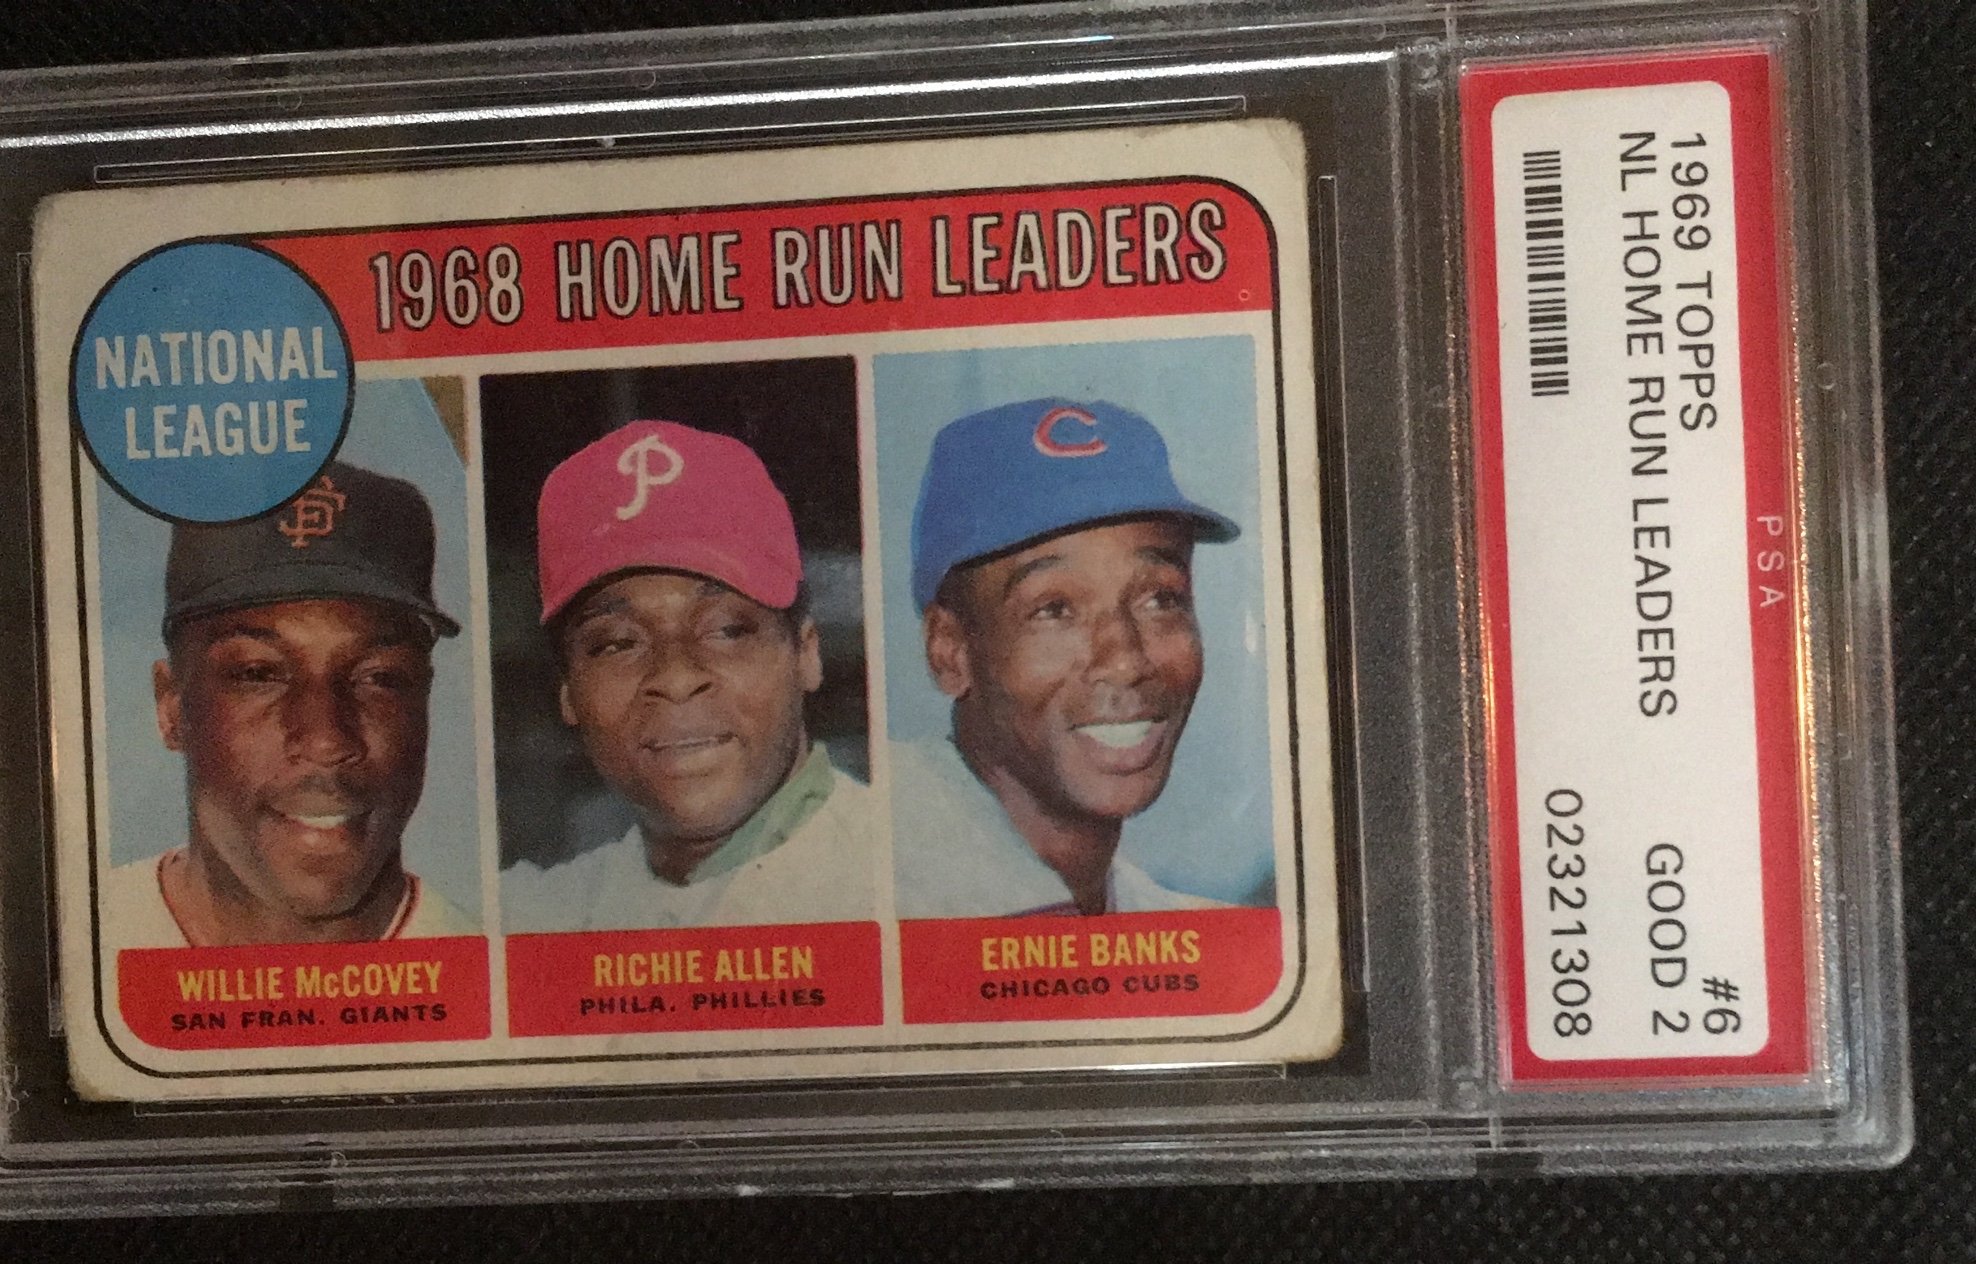 1968 HOME RUN LEADERS
NATIONAL
LEAGUE
SF
P
C
WILLIE McCOVEY
SAN FRAN. GIANTS
RICHIE ALLEN
PHILA. PHILLIES
ERNIE BANKS
CHICAGO CUBS
PSA
1969 TOPPS #6
NL HOME RUN LEADERS GOOD 2
02321308